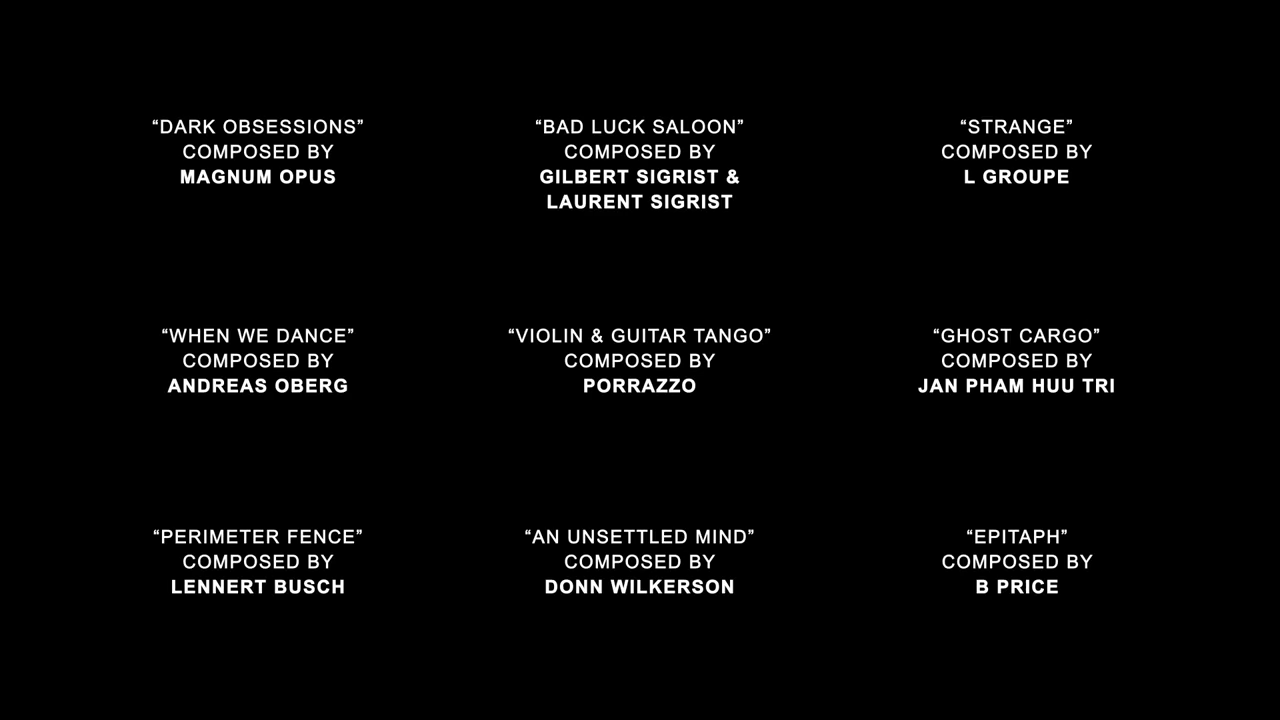 “DARK OBSESSIONS”
COMPOSED BY
MAGNUM OPUS
“BAD LUCK SALOON”
COMPOSED BY
GILBERT SIGRIST &
LAURENT SIGRIST
“STRANGE”
COMPOSED BY
L GROUPE
“WHEN WE DANCE”
COMPOSED BY
ANDREAS OBERG
“VIOLIN & GUITAR TANGO”
COMPOSED BY
PORRAZZO
“GHOST CARGO”
COMPOSED BY
JAN PHAM HUU TRI
“PERIMETER FENCE”
COMPOSED BY
LENNERT BUSCH
“AN UNSETTLED MIND”
COMPOSED BY
DONN WILKERSON
“EPITAPH”
COMPOSED BY
B PRICE